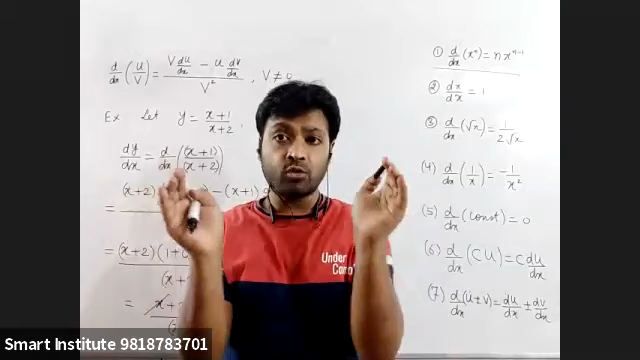 d/dx (U/V) = (V dU/dx − U dV/dx)/V², V ≠ 0
Ex Let y = (x+1)/(x+2),
dy/dx = d/dx ((x+1)/(x+2))
(x+2) − (x+1)
= (x+2)(1+0
= x +
① d/dx (xⁿ) = n xⁿ⁻¹
② dx/dx = 1
③ d/dx (√x) = 1/(2√x)
(4) d/dx (1/x) = −1/x²
(5) d/dx (Const) = 0
(6) d/dx (CU) = C dU/dx
(7) d/dx (U ± V) = dU/dx ± dV/dx
Under
Smart Institute 9818783701